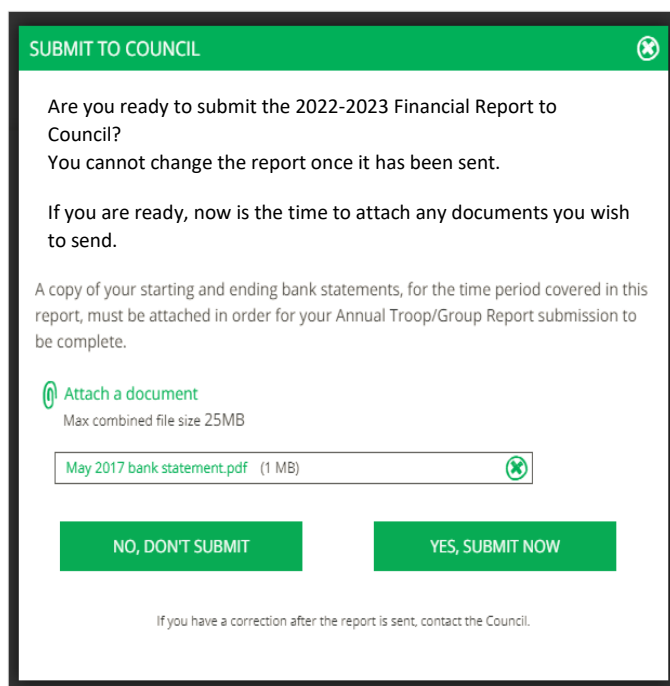 SUBMIT TO COUNCIL
Are you ready to submit the 2022-2023 Financial Report to
Council?
You cannot change the report once it has been sent.
If you are ready, now is the time to attach any documents you wish
to send.
A copy of your starting and ending bank statements, for the time period covered in this
report, must be attached in order for your Annual Troop/Group Report submission to
be complete.
Attach a document
Max combined file size 25MB
May 2017 bank statement.pdf (1 MB)
NO, DON'T SUBMIT YES, SUBMIT NOW
If you have a correction after the report is sent, contact the Council.